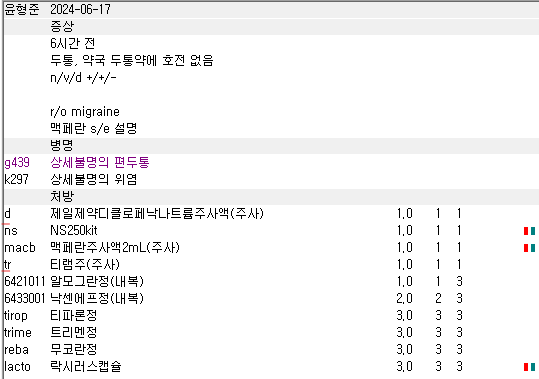 윤형준 2024-06-17
증상
6시간 전
두통, 약국 두통약에 호전 없음
n/v/d +/+/-
r/o migraine
맥페란 s/e 설명
병명
g439 상세불명의 편두통
k297 상세불명의 위염
처방
d 제일제약디클로페낙나트륨주사액(주사) 1.0 1 1
ns NS250kit 1.0 1 1
macb 맥페란주사액2mL(주사) 1.0 1 1
tr 티램주(주사) 1.0 1 1
6421011 알모그란정(내복) 1.0 1 3
6433001 낙센에프정(내복) 2.0 2 3
tirop 티파론정 3.0 3 3
trime 트리멘정 3.0 3 3
reba 무코란정 3.0 3 3
lacto 락시러스캡슐 3.0 3 3